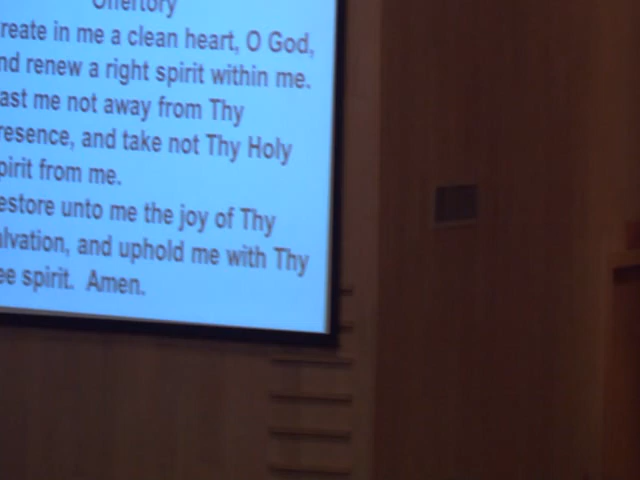 Offertory
reate in me a clean heart, O God,
nd renew a right spirit within me.
ast me not away from Thy
resence, and take not Thy Holy
pirit from me.
estore unto me the joy of Thy
alvation, and uphold me with Thy
ee spirit. Amen.